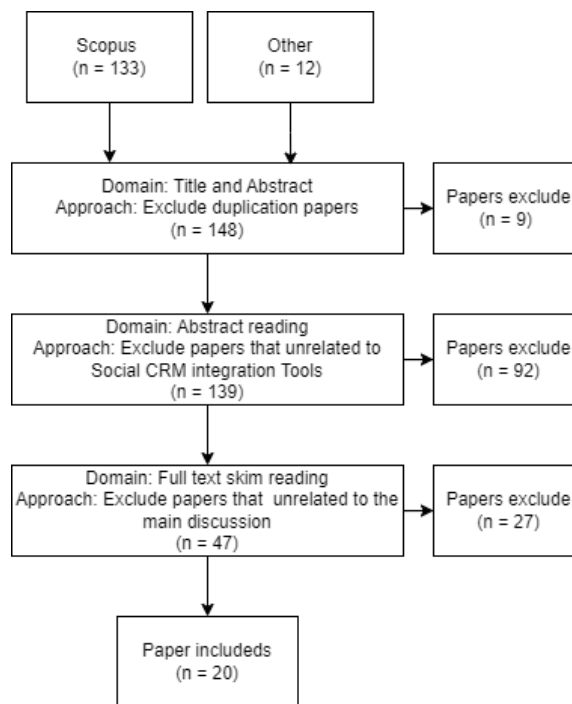 Scopus
(n = 133)
Other
(n = 12)
Domain: Title and Abstract
Approach: Exclude duplication papers
(n = 148)
Papers exclude
(n = 9)
Domain: Abstract reading
Approach: Exclude papers that unrelated to
Social CRM integration Tools
(n = 139)
Papers exclude
(n = 92)
Domain: Full text skim reading
Approach: Exclude papers that unrelated to the
main discussion
(n = 47)
Papers exclude
(n = 27)
Paper includeds
(n = 20)